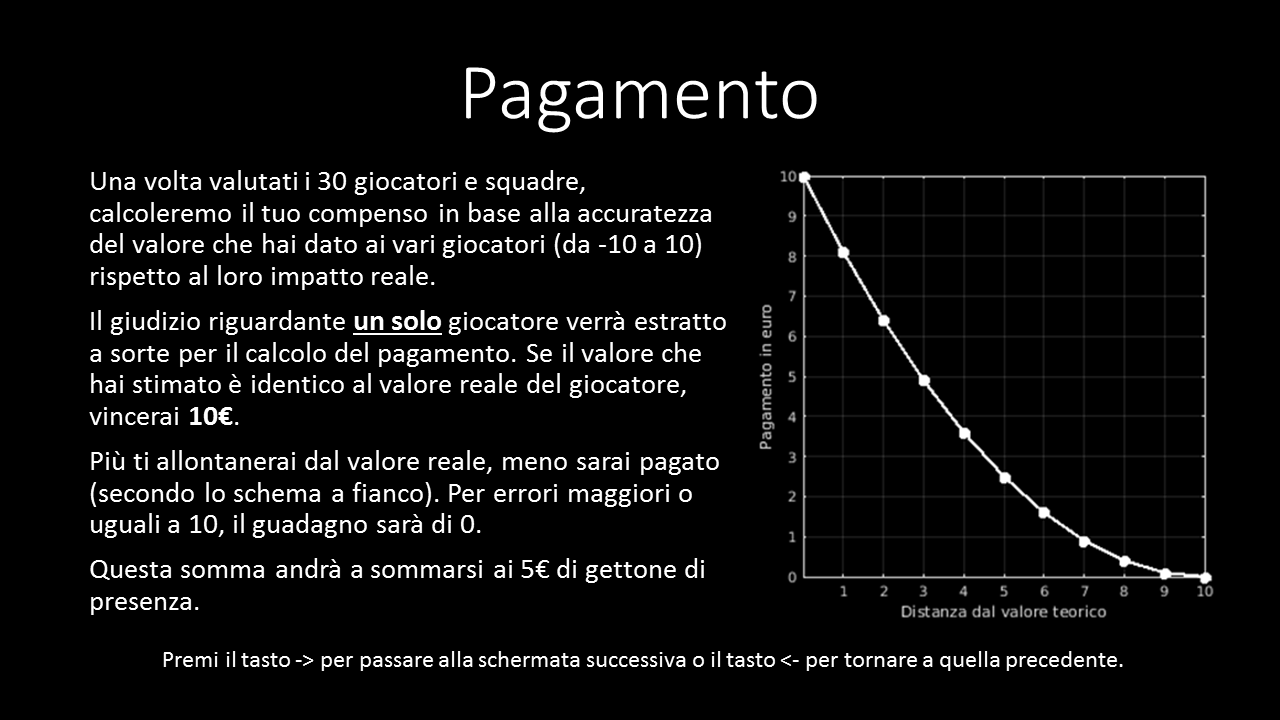 Pagamento
Una volta valutati i 30 giocatori e squadre,
calcoleremo il tuo compenso in base alla accuratezza
del valore che hai dato ai vari giocatori (da -10 a 10)
rispetto al loro impatto reale.
Il giudizio riguardante un solo giocatore verrà estratto
a sorte per il calcolo del pagamento. Se il valore che
hai stimato è identico al valore reale del giocatore,
vincerai 10€.
Più ti allontanerai dal valore reale, meno sarai pagato
(secondo lo schema a fianco). Per errori maggiori o
uguali a 10, il guadagno sarà di 0.
Questa somma andrà a sommarsi ai 5€ di gettone di
presenza.
Pagamento in euro
10
9
8
7
6
5
4
3
2
1
0
1 2 3 4 5 6 7 8 9 10
Distanza dal valore teorico
Premi il tasto -> per passare alla schermata successiva o il tasto <- per tornare a quella precedente.